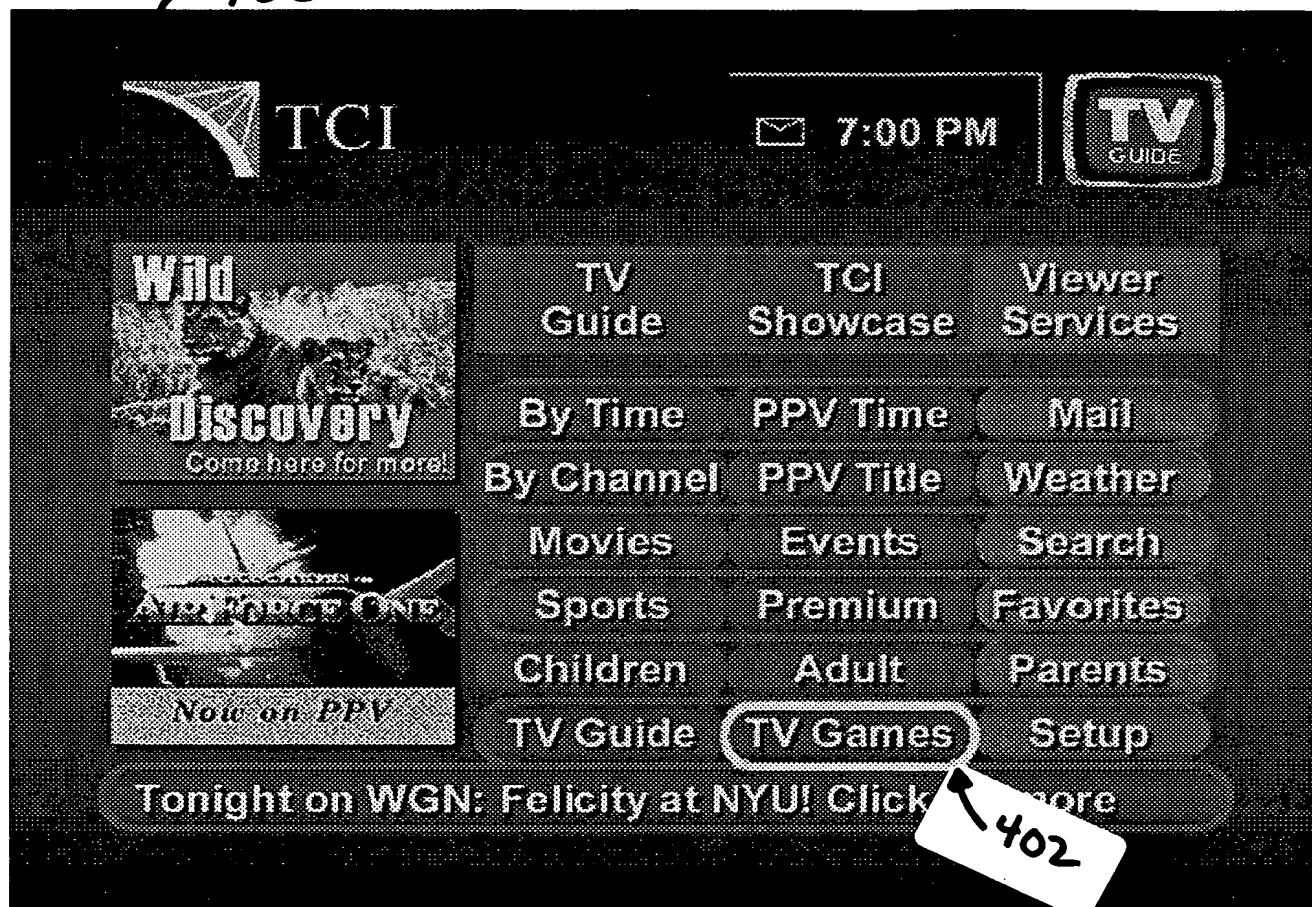 TCI
7:00 PM
TV
GUIDE
Wild
Discovery
Come here for more!
AIR FORCE ONE
Now on PPV
TV Guide
TCI Showcase
Viewer Services
By Time
PPV Time
Mail
By Channel
PPV Title
Weather
Movies
Events
Search
Sports
Premium
Favorites
Children
Adult
Parents
TV Guide
TV Games
Setup
Tonight on WGN: Felicity at NYU! Click more
402